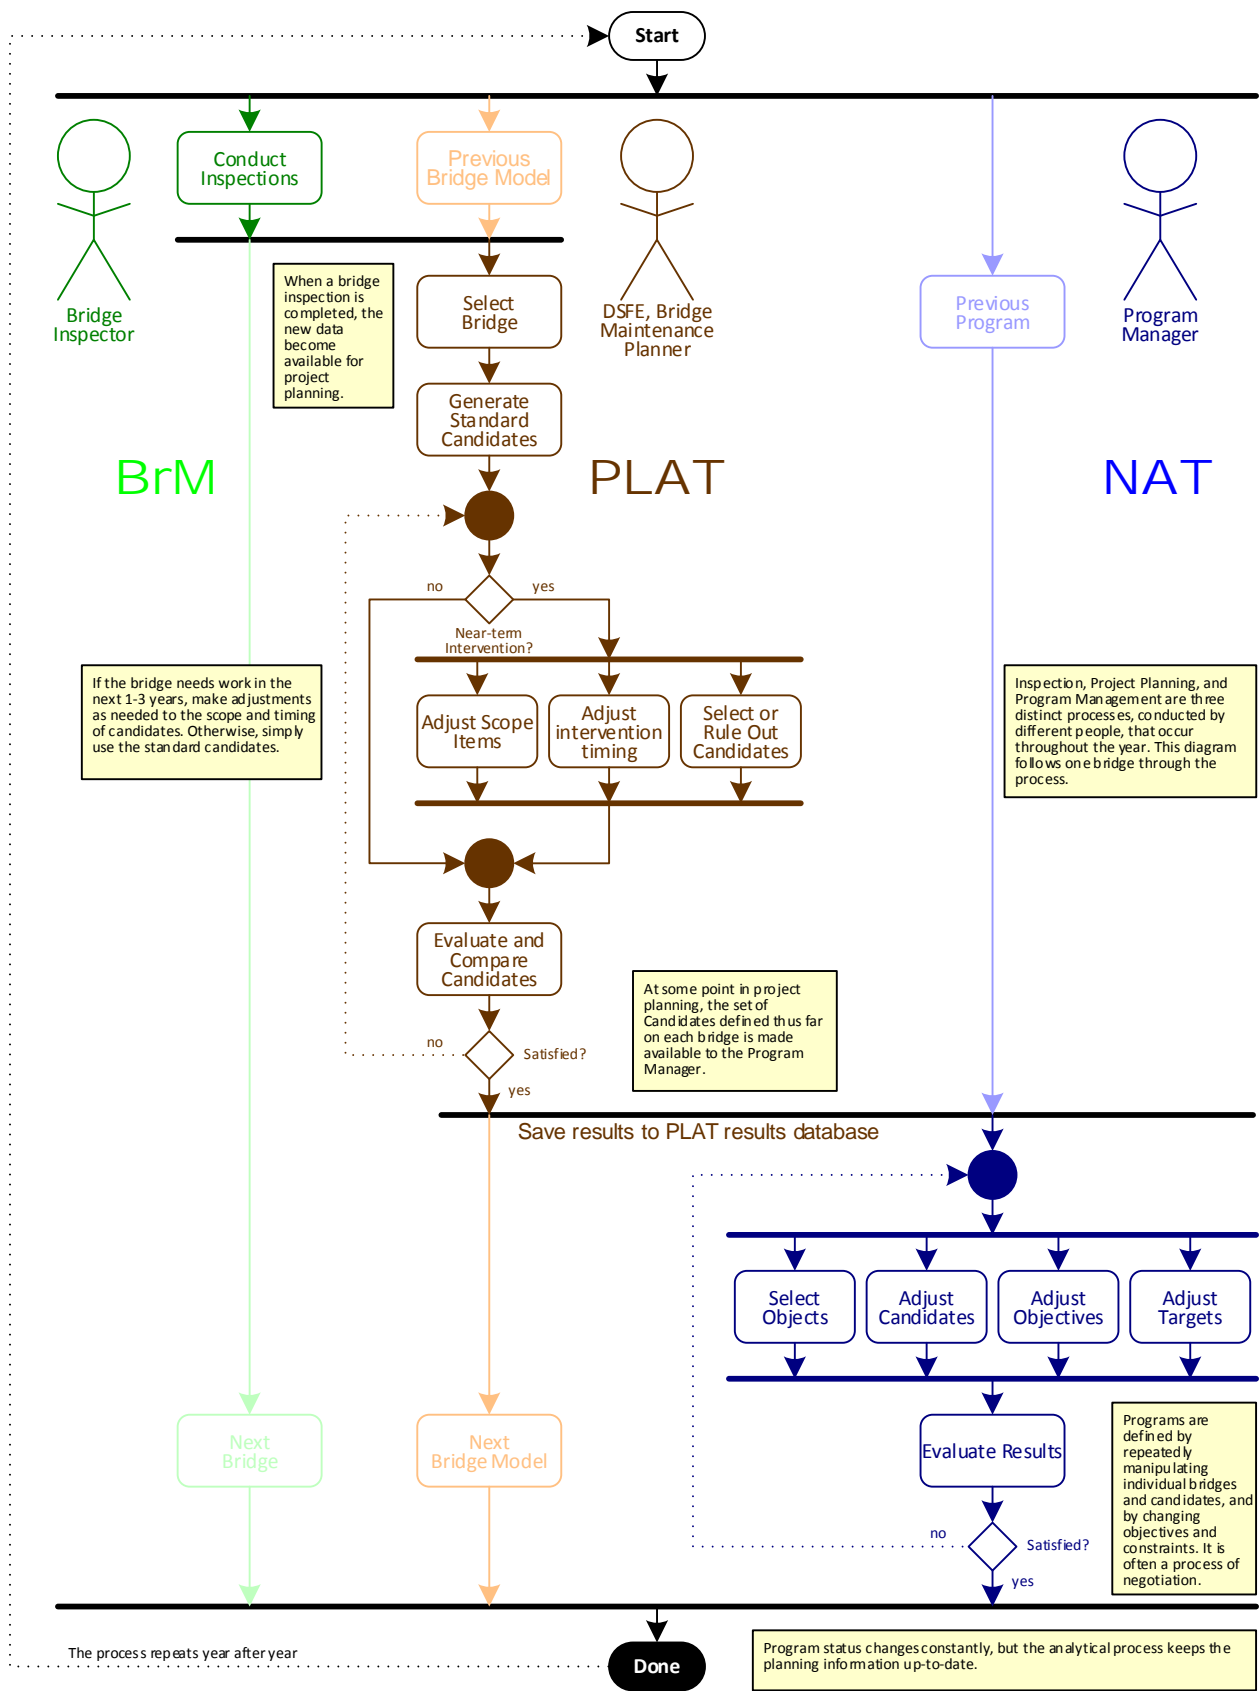 Start
Conduct
Inspections
Previous
Bridge Model
Bridge
Inspector
When a bridge
inspection is
completed, the
new data
become
available for
project
planning.
Select
Bridge
DSFE, Bridge
Maintenance
Planner
Previous
Program
Program
Manager
Generate
Standard
Candidates
BrM
PLAT
NAT
no
yes
Near-term
Intervention?
If the bridge needs work in the
next 1-3 years, make adjustments
as needed to the scope and timing
of candidates. Otherwise, simply
use the standard candidates.
Adjust Scope
Items
Adjust
intervention
timing
Select or
Rule Out
Candidates
Inspection, Project Planning, and
Program Management are three
distinct processes, conducted by
different people, that occur
throughout the year. This diagram
follows one bridge through the
process.
Evaluate and
Compare
Candidates
At some point in project
planning, the set of
Candidates defined thus far
on each bridge is made
available to the Program
Manager.
no
Satisfied?
yes
Save results to PLAT results database
Select
Objects
Adjust
Candidates
Adjust
Objectives
Adjust
Targets
Next
Bridge
Next
Bridge Model
Evaluate Results
Programs are
defined by
repeatedly
manipulating
individual bridges
and candidates, and
by changing
objectives and
constraints. It is
often a process of
negotiation.
no
Satisfied?
yes
The process repeats year after year
Done
Program status changes constantly, but the analytical process keeps the
planning information up-to-date.